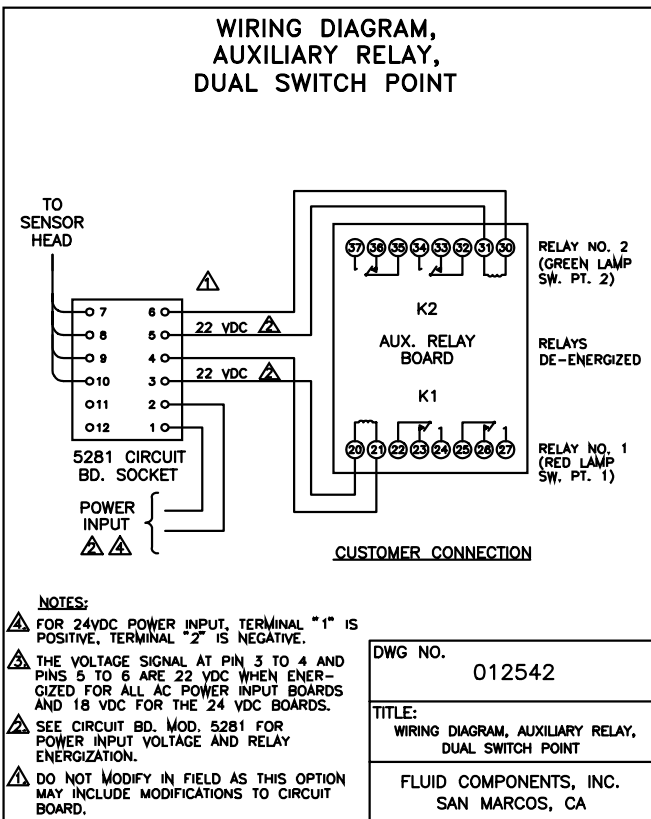 WIRING DIAGRAM,
AUXILIARY RELAY,
DUAL SWITCH POINT
TO
SENSOR
HEAD
1
7 6
8 5
9 4
10 3
11 2
12 1
22 VDC 2
22 VDC 2
5281 CIRCUIT
BD. SOCKET
POWER
INPUT
2 4
37 36 35 34 33 32 31 30
K2
AUX. RELAY
BOARD
K1
20 21 22 23 24 25 26 27
RELAY NO. 2
(GREEN LAMP
SW. PT. 2)
RELAYS
DE-ENERGIZED
RELAY NO. 1
(RED LAMP
SW. PT. 1)
CUSTOMER CONNECTION
NOTES:
4. FOR 24VDC POWER INPUT, TERMINAL "1" IS
POSITIVE, TERMINAL "2" IS NEGATIVE.
3. THE VOLTAGE SIGNAL AT PIN 3 TO 4 AND
PINS 5 TO 6 ARE 22 VDC WHEN ENER-
GIZED FOR ALL AC POWER INPUT BOARDS
AND 18 VDC FOR THE 24 VDC BOARDS.
2. SEE CIRCUIT BD. MOD. 5281 FOR
POWER INPUT VOLTAGE AND RELAY
ENERGIZATION.
1. DO NOT MODIFY IN FIELD AS THIS OPTION
MAY INCLUDE MODIFICATIONS TO CIRCUIT
BOARD.
DWG NO.
012542
TITLE:
WIRING DIAGRAM, AUXILIARY RELAY,
DUAL SWITCH POINT
FLUID COMPONENTS, INC.
SAN MARCOS, CA